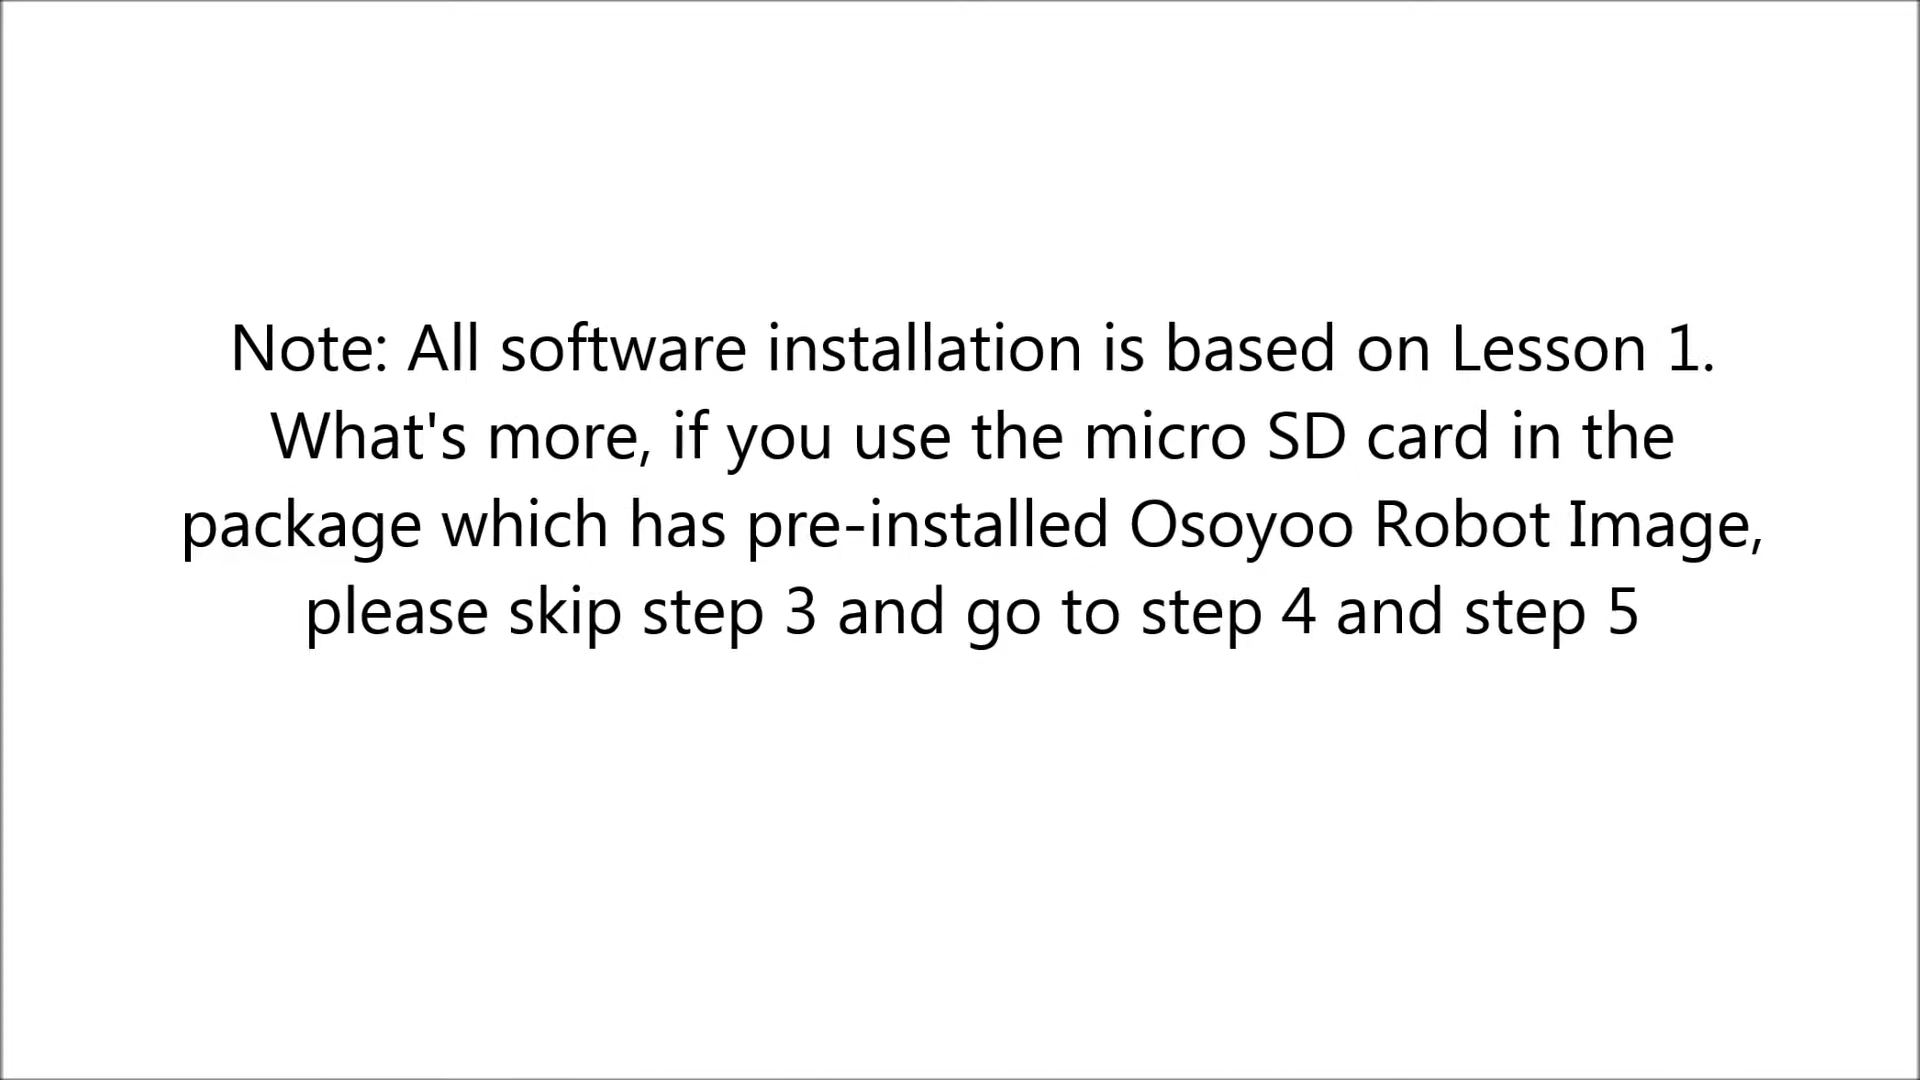 Note: All software installation is based on Lesson 1.
What's more, if you use the micro SD card in the
package which has pre-installed Osoyoo Robot Image,
please skip step 3 and go to step 4 and step 5